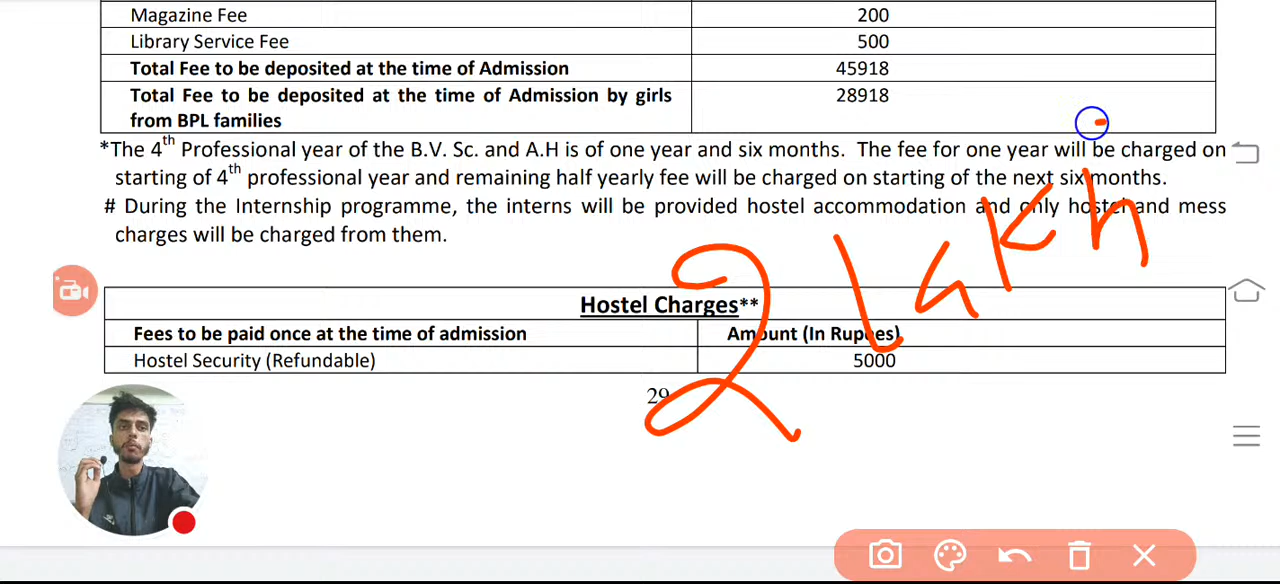 Magazine Fee 200
Library Service Fee 500
Total Fee to be deposited at the time of Admission 45918
Total Fee to be deposited at the time of Admission by girls 28918
from BPL families
*The 4th Professional year of the B.V. Sc. and A.H is of one year and six months. The fee for one year will be charged on
starting of 4th professional year and remaining half yearly fee will be charged on starting of the next six months.
# During the Internship programme, the interns will be provided hostel accommodation and only hostel and mess
charges will be charged from them.
2 lakh
Hostel Charges**
Fees to be paid once at the time of admission Amount (In Rupees)
Hostel Security (Refundable) 5000
29